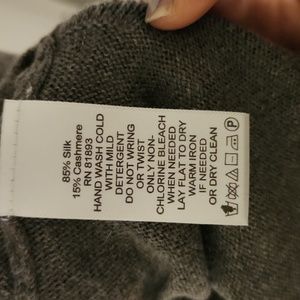 85% Silk
15% Cashmere
RN 81893
HAND WASH COLD
WITH MILD
DETERGENT
DO NOT WRING
OR TWIST
ONLY NON-
CHLORINE BLEACH
WHEN NEEDED
LAY FLAT TO DRY
WARM IRON
IF NEEDED
OR DRY CLEAN
P